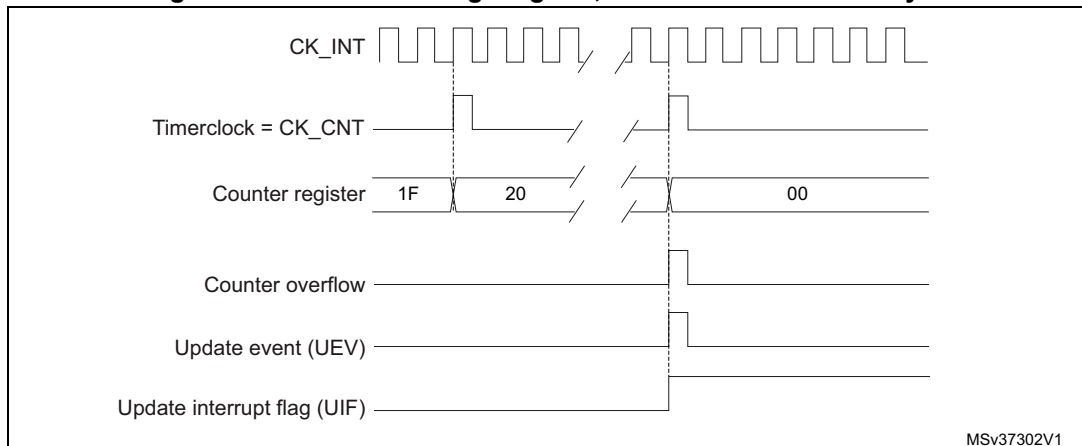 CK_INT
Timerclock = CK_CNT
Counter register 1F 20 00
Counter overflow
Update event (UEV)
Update interrupt flag (UIF)
MSv37302V1